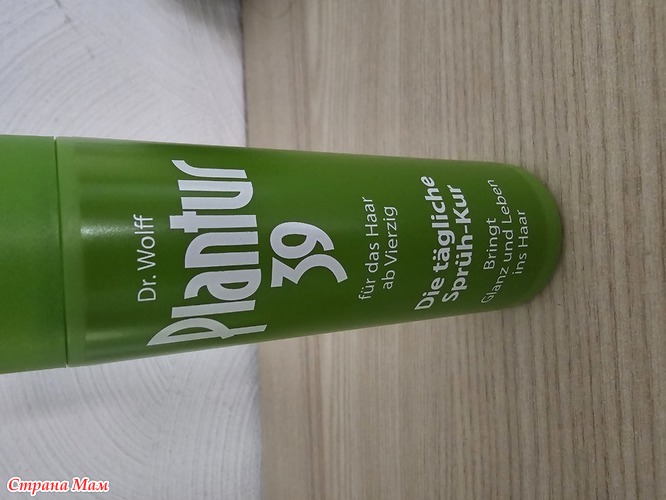 Dr. Wolff
Plantur
39
für das Haar
ab Vierzig
Die tägliche
Sprüh-Kur
Bringt
Glanz und Leben
ins Haar
Страна Мам